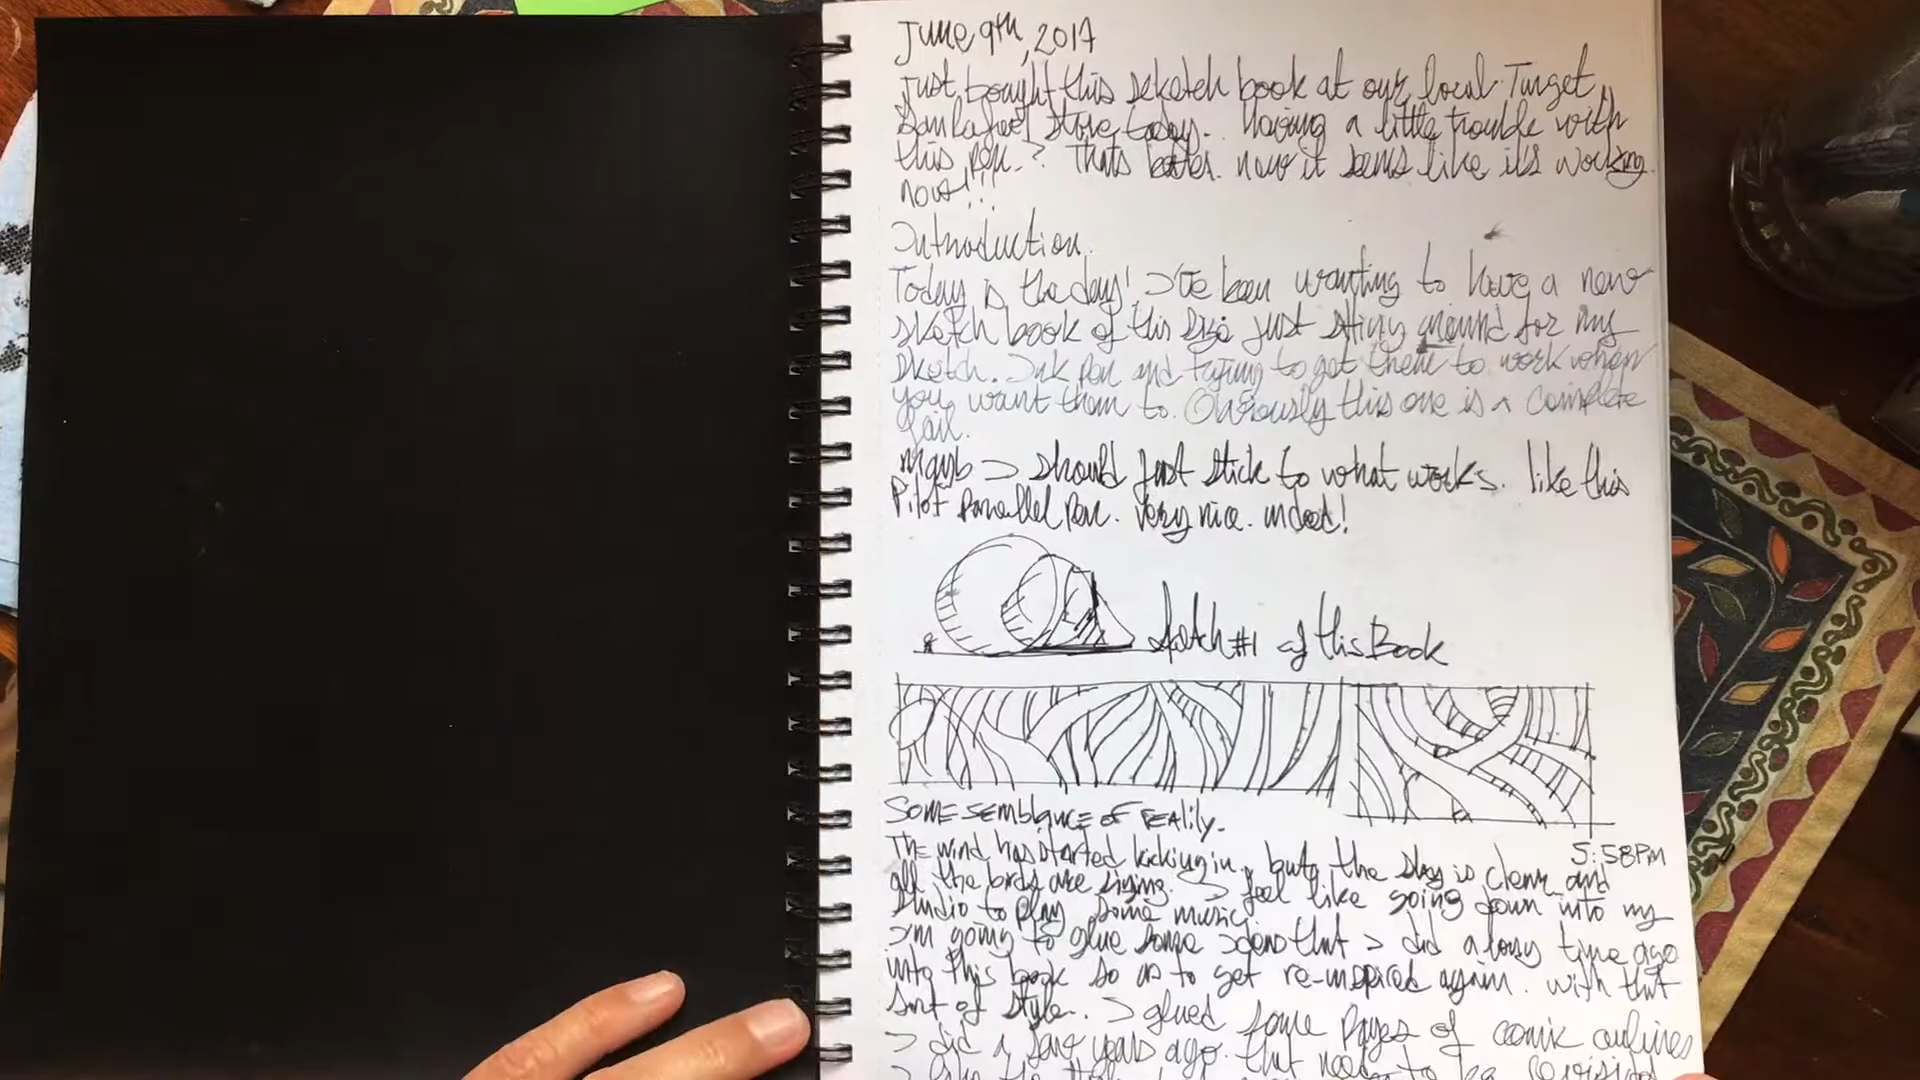 June 9th, 2017
Just bought this sketch book at our local Target
San Rafael store today.. Having a little trouble with
this pen.? Thats better. now it seems like it's working
now!!!
Introduction.
Today is the day! I've been wanting to have a new
sketch book of this size just sitting around for my
sketch. Ink pen and trying to get them to work when
you want them to. Obviously this one is a complete
fail.
Mayb I should just stick to what works. like this
Pilot Parallel Pen. Very nice. indeed!
Sketch #1 of this Book
SOME SEMBLANCE OF REALITY.
5:58PM
The wind has started kicking in, but the sky is clear and
all the birds are singing. I feel like going down into my
studio to play some music.
I'm going to glue some ideas that I did a long time ago
into this book so as to get re-inspired again. with that
sort of style.. I glued some pages of comic outlines
I did a few years ago. that needs to be revisited